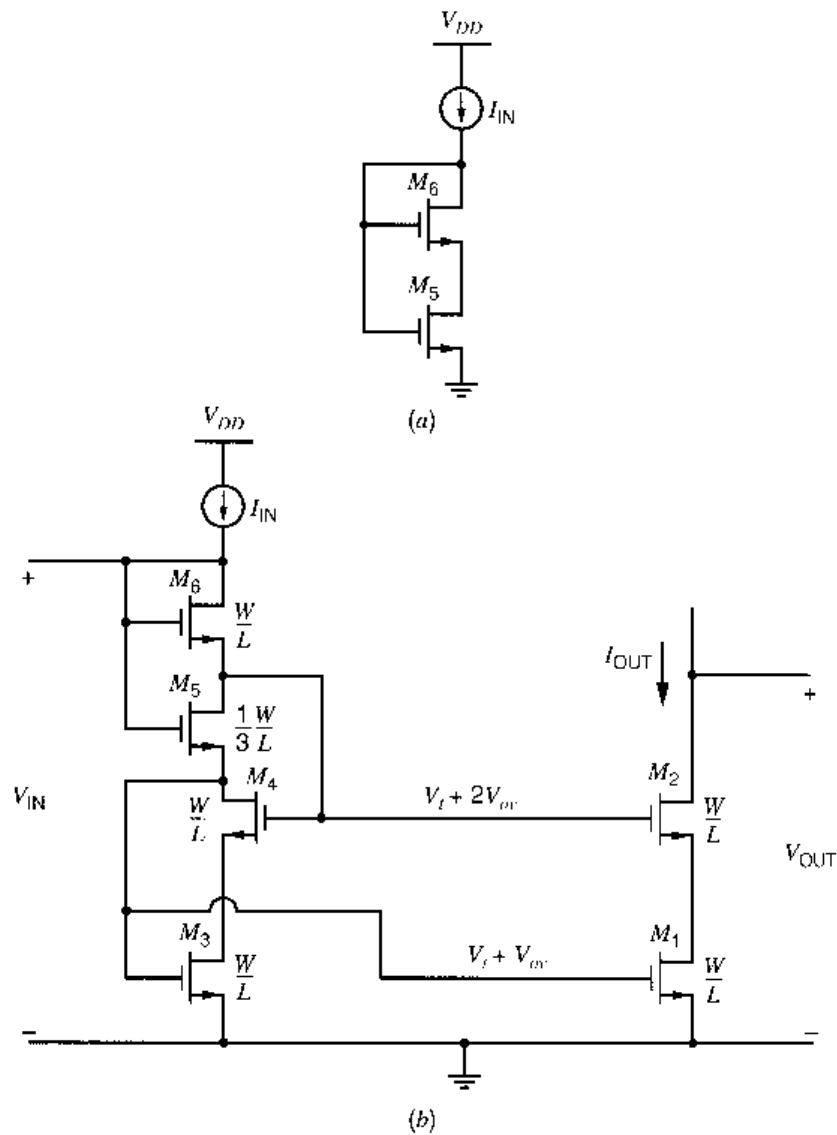 V_DD
I_IN
M_6
M_5
(a)
V_DD
I_IN
+
M_6
W/L
M_5
1/3 W/L
I_OUT
+
V_IN
W/L
M_4
V_t + 2V_ov
M_2
W/L
V_OUT
M_3
W/L
V_t + V_ov
M_1
W/L
−
−
(b)